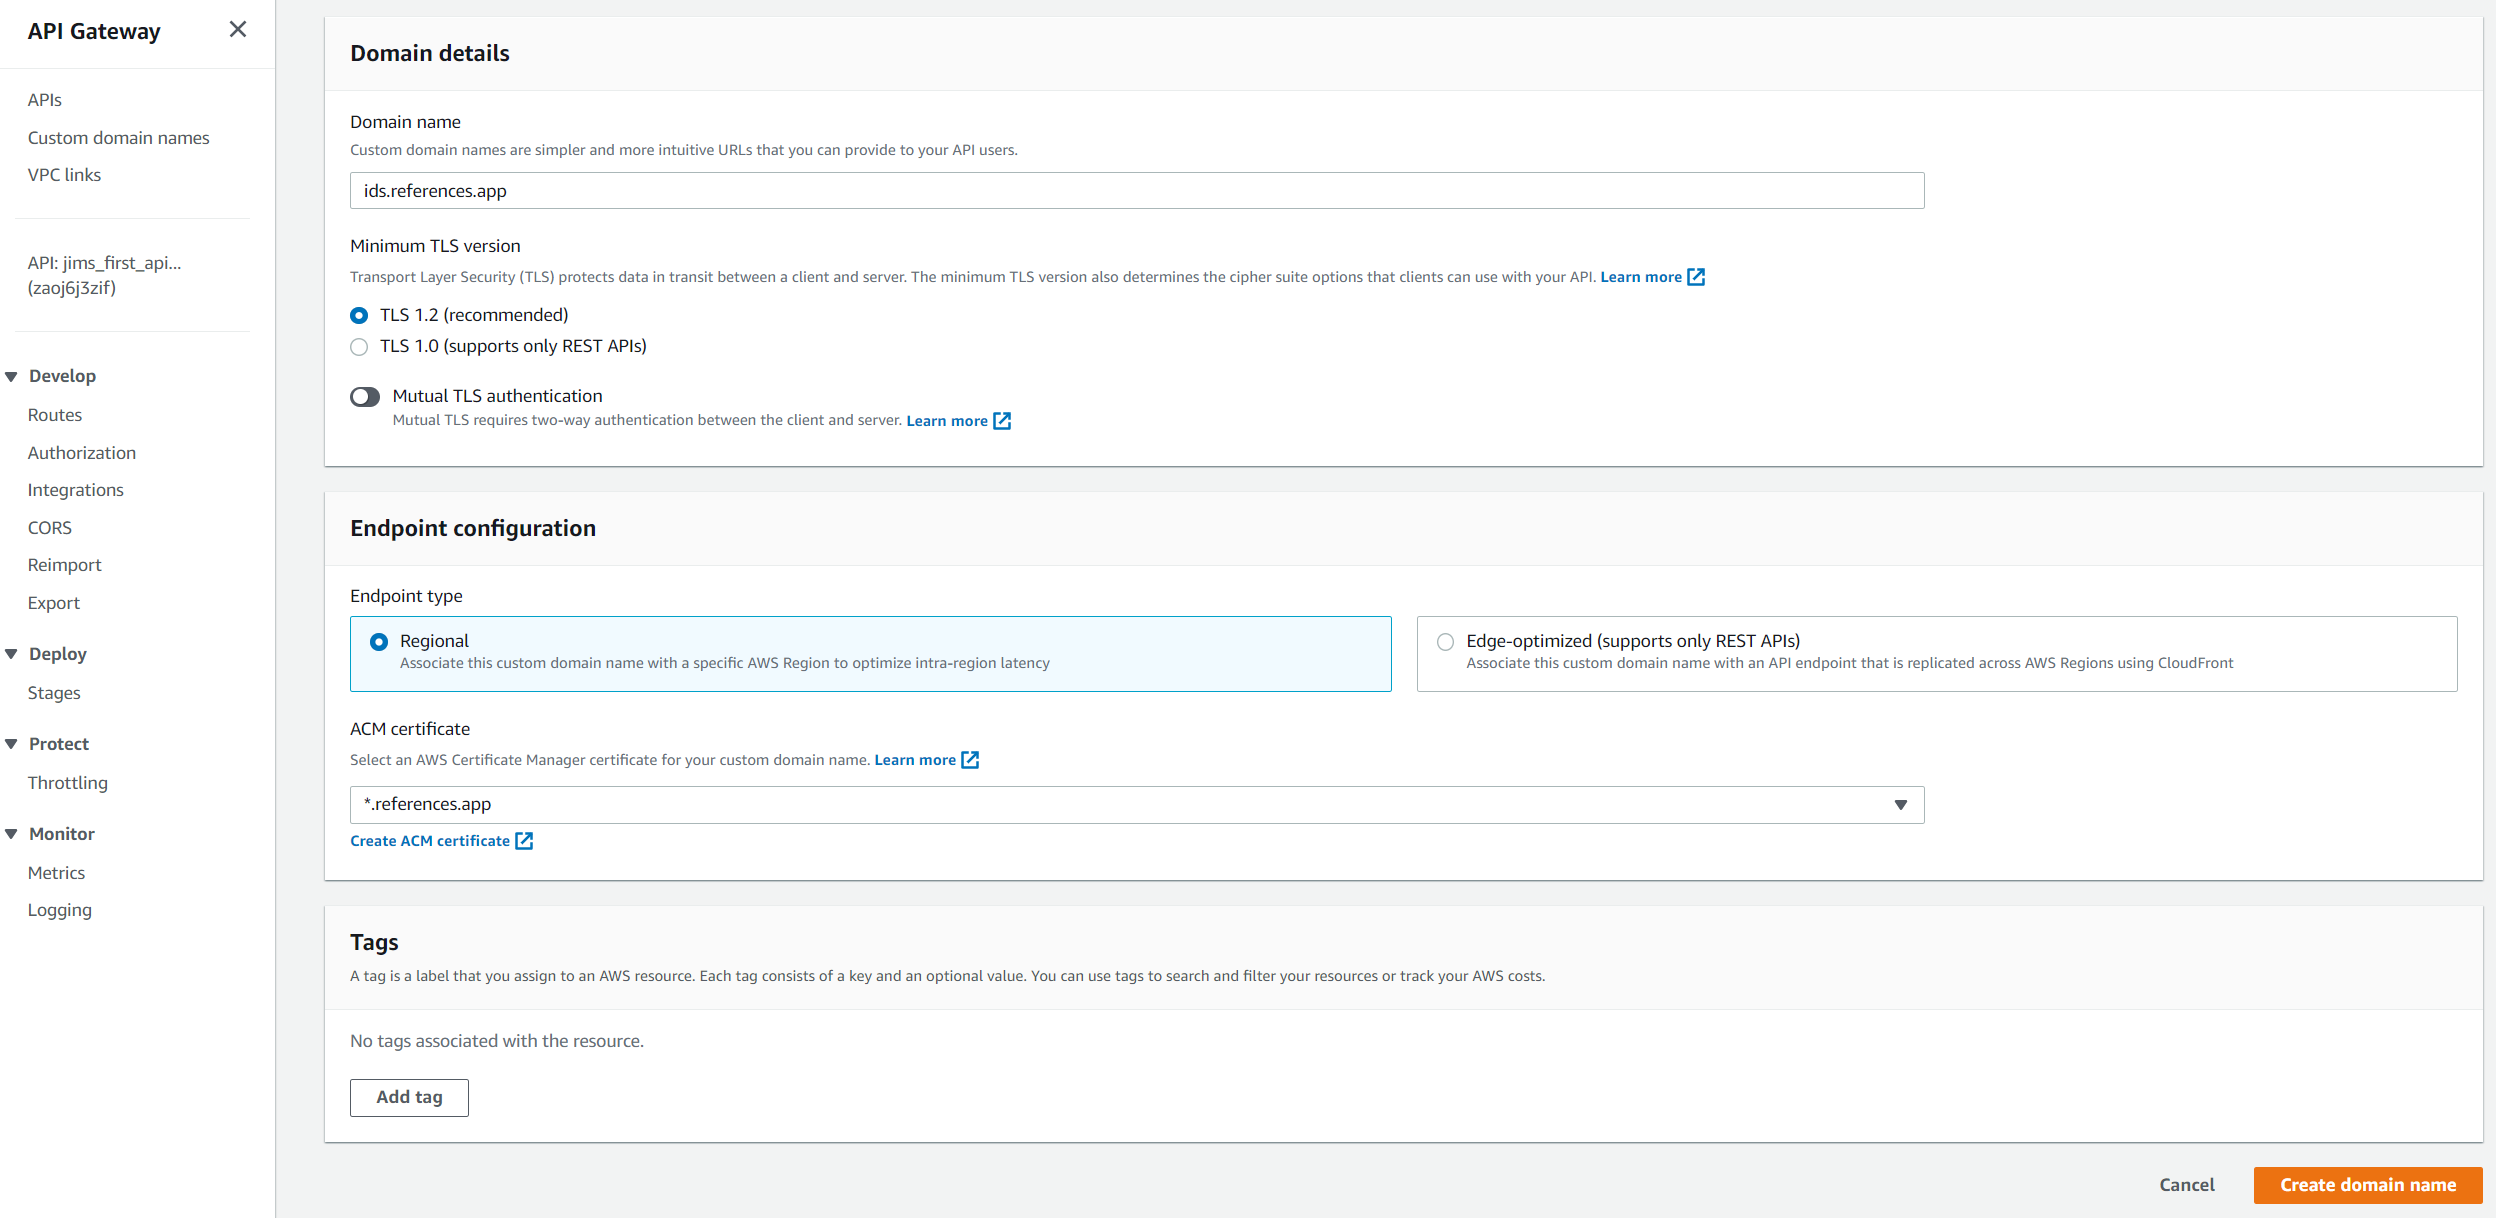 API Gateway
APIs
Custom domain names
VPC links
API: jims_first_api...
(zaoj6j3zif)
Develop
Routes
Authorization
Integrations
CORS
Reimport
Export
Deploy
Stages
Protect
Throttling
Monitor
Metrics
Logging
Domain details
Domain name
Custom domain names are simpler and more intuitive URLs that you can provide to your API users.
ids.references.app
Minimum TLS version
Transport Layer Security (TLS) protects data in transit between a client and server. The minimum TLS version also determines the cipher suite options that clients can use with your API. Learn more
TLS 1.2 (recommended)
TLS 1.0 (supports only REST APIs)
Mutual TLS authentication
Mutual TLS requires two-way authentication between the client and server. Learn more
Endpoint configuration
Endpoint type
Regional
Associate this custom domain name with a specific AWS Region to optimize intra-region latency
Edge-optimized (supports only REST APIs)
Associate this custom domain name with an API endpoint that is replicated across AWS Regions using CloudFront
ACM certificate
Select an AWS Certificate Manager certificate for your custom domain name. Learn more
*.references.app
Create ACM certificate
Tags
A tag is a label that you assign to an AWS resource. Each tag consists of a key and an optional value. You can use tags to search and filter your resources or track your AWS costs.
No tags associated with the resource.
Add tag
Cancel
Create domain name